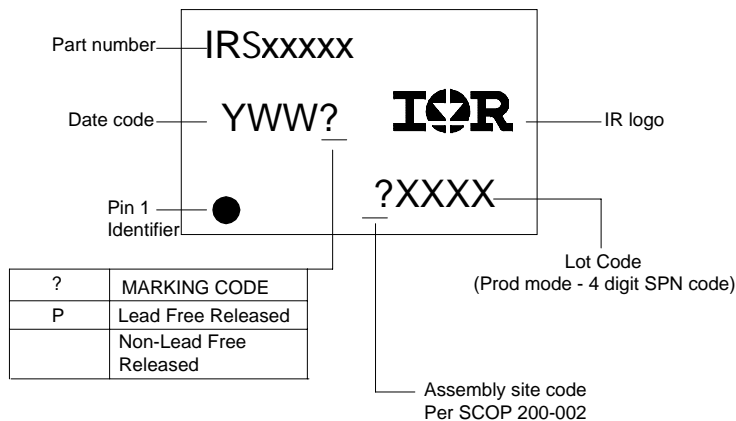 Part number
IRSxxxxx
Date code
YWW?
IOR
IR logo
Pin 1
Identifier
?XXXX
Lot Code
(Prod mode - 4 digit SPN code)
? MARKING CODE
P Lead Free Released
Non-Lead Free
Released
Assembly site code
Per SCOP 200-002